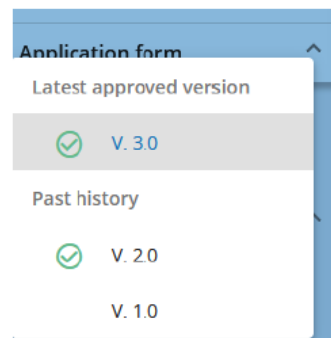 Application form
Latest approved version
V. 3.0
Past history
V. 2.0
V. 1.0